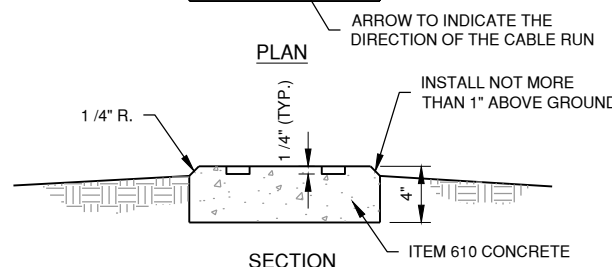 ARROW TO INDICATE THE
DIRECTION OF THE CABLE RUN
PLAN
INSTALL NOT MORE
THAN 1" ABOVE GROUND
1 /4" R.
1 /4" (TYP.)
4"
ITEM 610 CONCRETE
SECTION